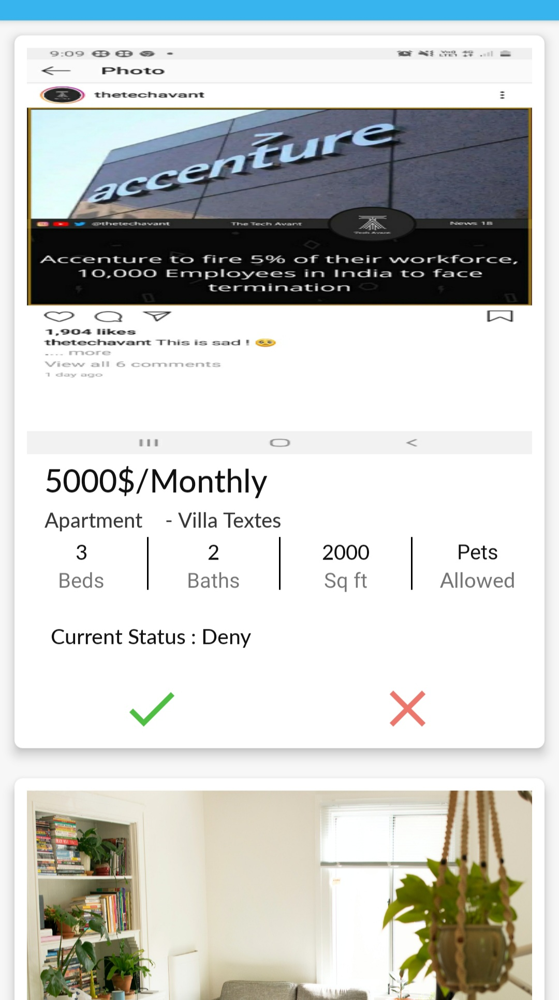 9:09
Photo
thetechavant
accenture
@thetechavant The Tech Avant News 18
Tech Avant
Accenture to fire 5% of their workforce,
10,000 Employees in India to face
termination
1,904 likes
thetechavant This is sad ! 🥺
.... more
View all 6 comments
1 day ago
5000$/Monthly
Apartment - Villa Textes
3 2 2000 Pets
Beds Baths Sq ft Allowed
Current Status : Deny